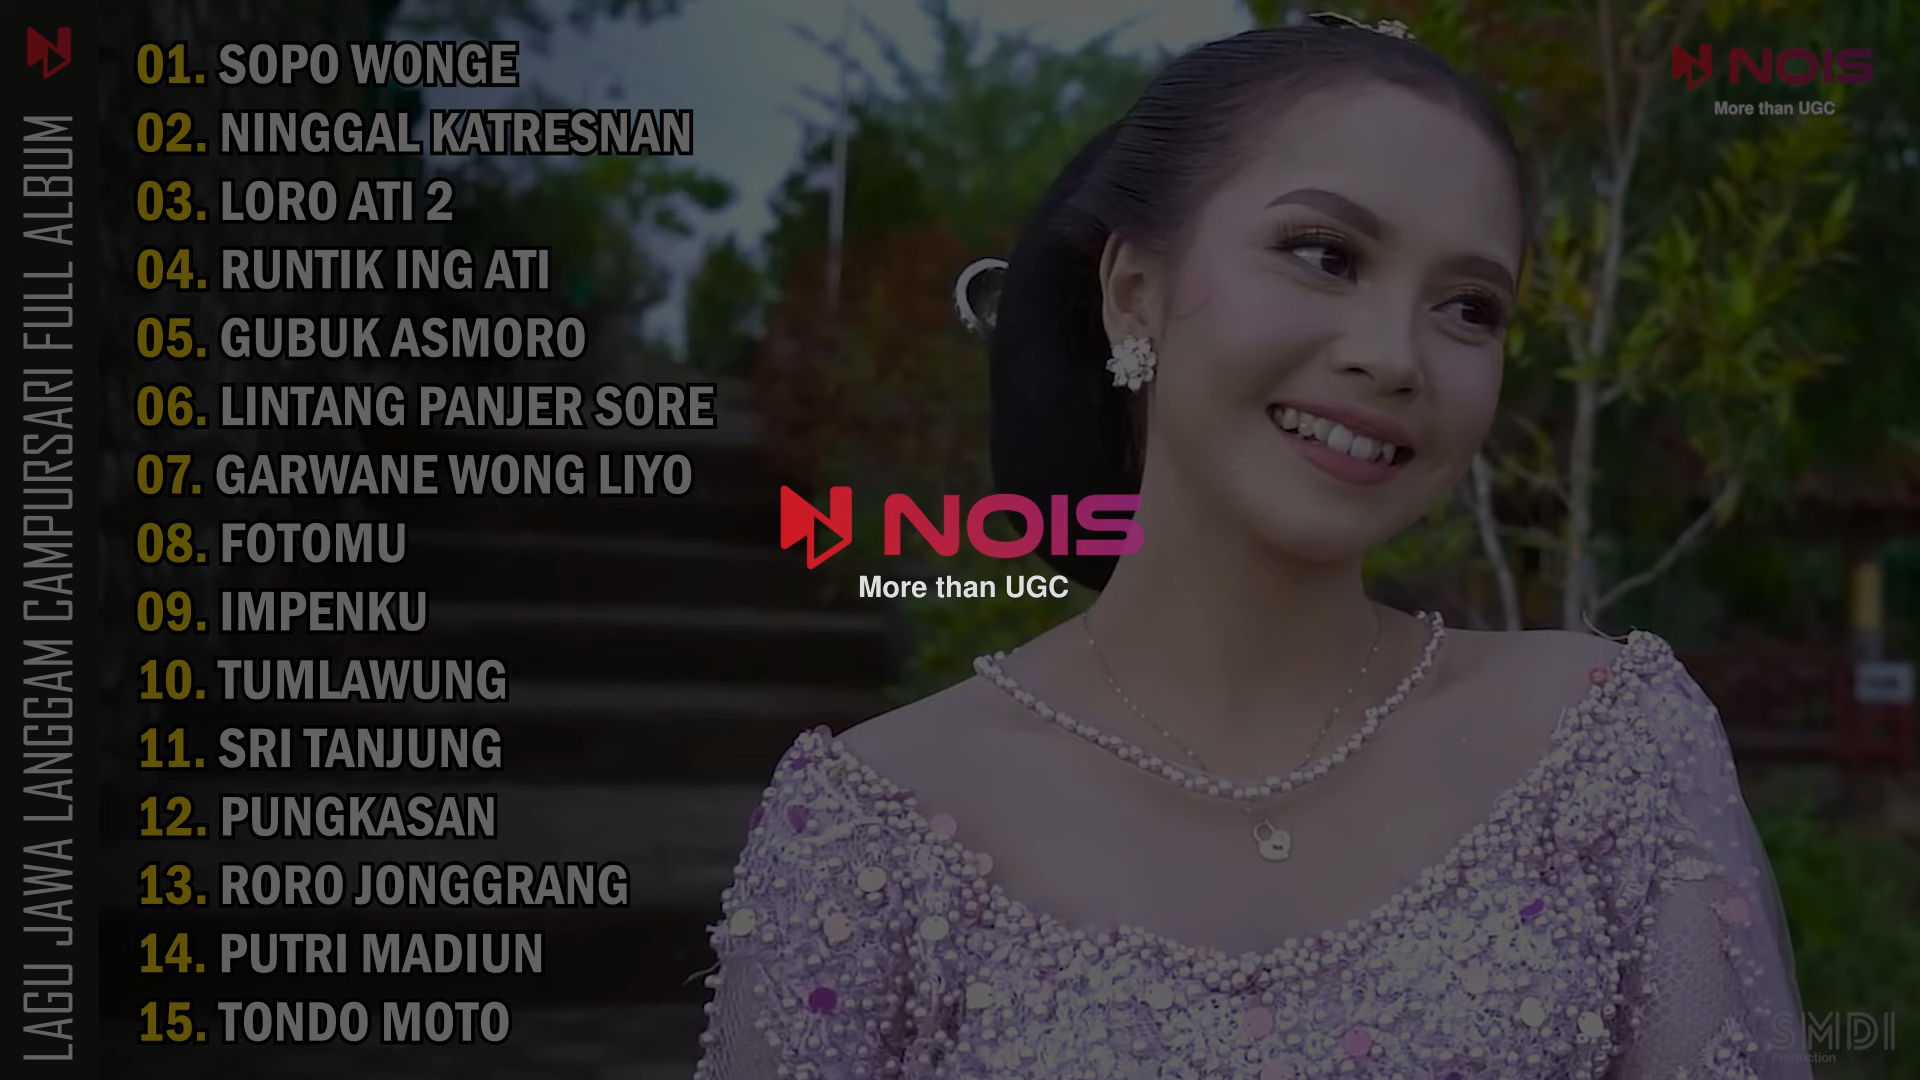 LAGU JAWA LANGGAM CAMPURSARI FULL ALBUM
01. SOPO WONGE
02. NINGGAL KATRESNAN
03. LORO ATI 2
04. RUNTIK ING ATI
05. GUBUK ASMORO
06. LINTANG PANJER SORE
07. GARWANE WONG LIYO
08. FOTOMU
09. IMPENKU
10. TUMLAWUNG
11. SRI TANJUNG
12. PUNGKASAN
13. RORO JONGGRANG
14. PUTRI MADIUN
15. TONDO MOTO
NOIS
More than UGC
NOIS
More than UGC
SMDI
Production